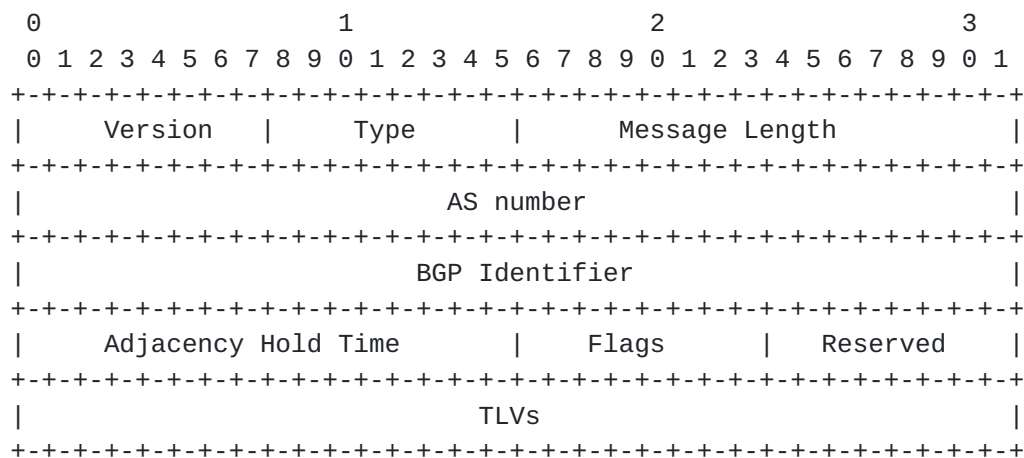 0                   1                   2                   3
 0 1 2 3 4 5 6 7 8 9 0 1 2 3 4 5 6 7 8 9 0 1 2 3 4 5 6 7 8 9 0 1
+-+-+-+-+-+-+-+-+-+-+-+-+-+-+-+-+-+-+-+-+-+-+-+-+-+-+-+-+-+-+-+-+
|     Version   |     Type      |      Message Length           |
+-+-+-+-+-+-+-+-+-+-+-+-+-+-+-+-+-+-+-+-+-+-+-+-+-+-+-+-+-+-+-+-+
|                           AS number                           |
+-+-+-+-+-+-+-+-+-+-+-+-+-+-+-+-+-+-+-+-+-+-+-+-+-+-+-+-+-+-+-+-+
|                         BGP Identifier                        |
+-+-+-+-+-+-+-+-+-+-+-+-+-+-+-+-+-+-+-+-+-+-+-+-+-+-+-+-+-+-+-+-+
|     Adjacency Hold Time       |    Flags      |   Reserved    |
+-+-+-+-+-+-+-+-+-+-+-+-+-+-+-+-+-+-+-+-+-+-+-+-+-+-+-+-+-+-+-+-+
|                             TLVs                              |
+-+-+-+-+-+-+-+-+-+-+-+-+-+-+-+-+-+-+-+-+-+-+-+-+-+-+-+-+-+-+-+-+